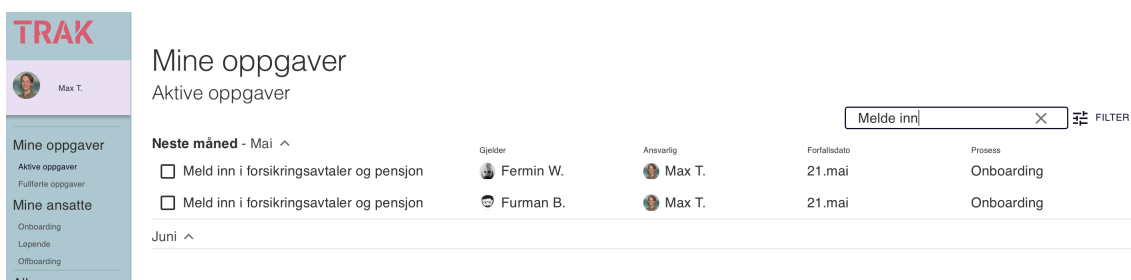 TRAK
Max T.
Mine oppgaver
Aktive oppgaver
Fullførte oppgaver
Mine ansatte
Onboarding
Løpende
Offboarding
Mine oppgaver
Aktive oppgaver
Melde inn
FILTER
Neste måned - Mai
Gjelder Ansvarlig Forfallsdato Prosess
Meld inn i forsikringsavtaler og pensjon Fermin W. Max T. 21.mai Onboarding
Meld inn i forsikringsavtaler og pensjon Furman B. Max T. 21.mai Onboarding
Juni